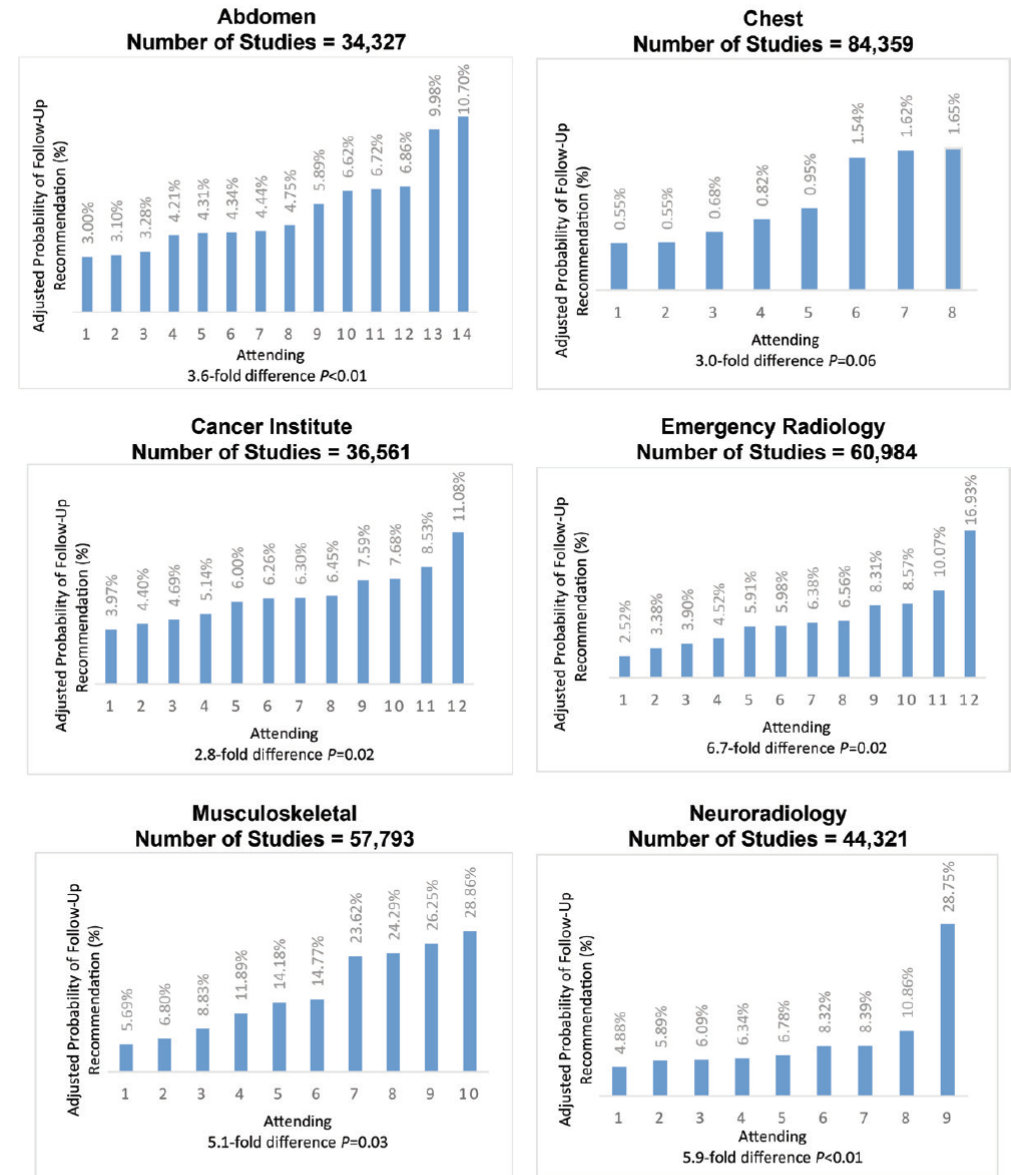 Abdomen
Number of Studies = 34,327
Adjusted Probability of Follow-Up
Recommendation (%)
3.00%
3.10%
3.28%
4.21%
4.31%
4.34%
4.44%
4.75%
5.89%
6.62%
6.72%
6.86%
9.98%
10.70%
1 2 3 4 5 6 7 8 9 10 11 12 13 14
Attending
3.6-fold difference P<0.01
Chest
Number of Studies = 84,359
Adjusted Probability of Follow-Up
Recommendation (%)
0.55%
0.55%
0.68%
0.82%
0.95%
1.54%
1.62%
1.65%
1 2 3 4 5 6 7 8
Attending
3.0-fold difference P=0.06
Cancer Institute
Number of Studies = 36,561
Adjusted Probability of Follow-Up
Recommendation (%)
3.97%
4.40%
4.69%
5.14%
6.00%
6.26%
6.30%
6.45%
7.59%
7.68%
8.53%
11.08%
1 2 3 4 5 6 7 8 9 10 11 12
Attending
2.8-fold difference P=0.02
Emergency Radiology
Number of Studies = 60,984
Adjusted Probability of Follow-Up
Recommendation (%)
2.52%
3.38%
3.90%
4.52%
5.91%
5.98%
6.38%
6.56%
8.31%
8.57%
10.07%
16.93%
1 2 3 4 5 6 7 8 9 10 11 12
Attending
6.7-fold difference P=0.02
Musculoskeletal
Number of Studies = 57,793
Adjusted Probability of Follow-Up
Recommendation (%)
5.69%
6.80%
8.83%
11.89%
14.18%
14.77%
23.62%
24.29%
26.25%
28.86%
1 2 3 4 5 6 7 8 9 10
Attending
5.1-fold difference P=0.03
Neuroradiology
Number of Studies = 44,321
Adjusted Probability of Follow-Up
Recommendation (%)
4.88%
5.89%
6.09%
6.34%
6.78%
8.32%
8.39%
10.86%
28.75%
1 2 3 4 5 6 7 8 9
Attending
5.9-fold difference P<0.01